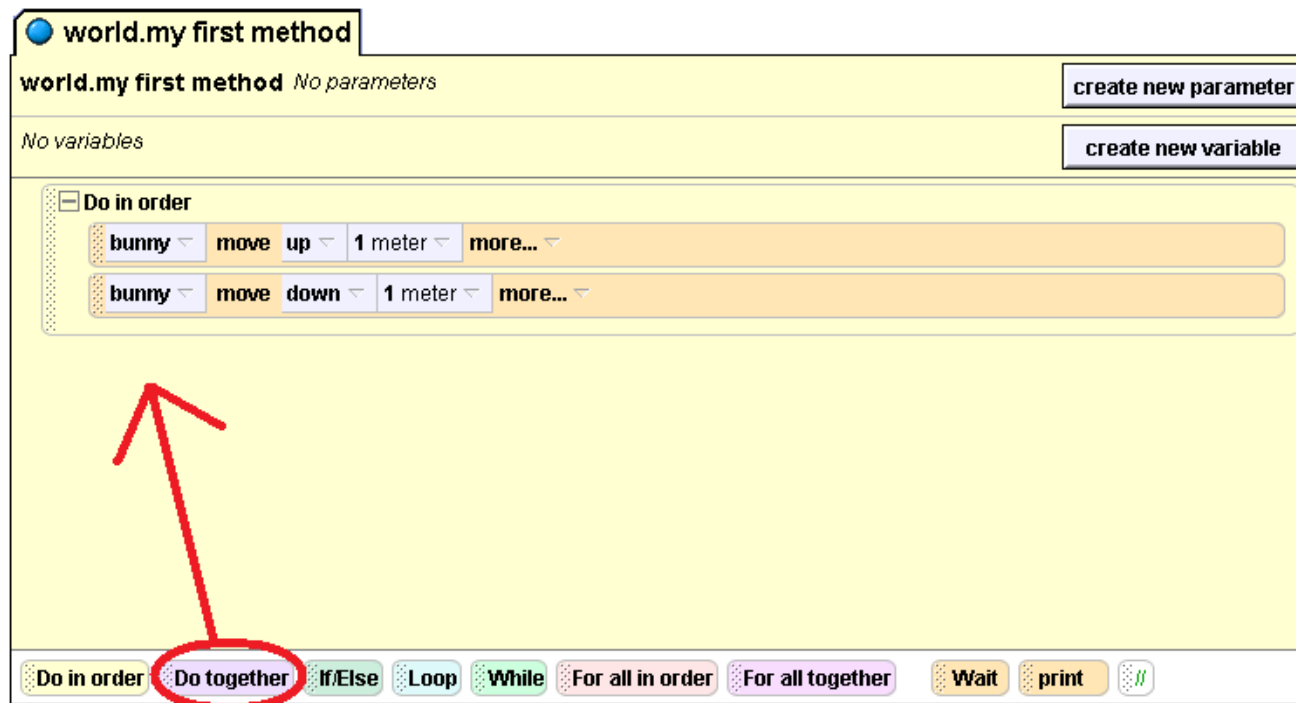 world.my first method
world.my first method No parameters create new parameter
No variables create new variable
Do in order
bunny move up 1 meter more...
bunny move down 1 meter more...
Do in order Do together If/Else Loop While For all in order For all together Wait print //